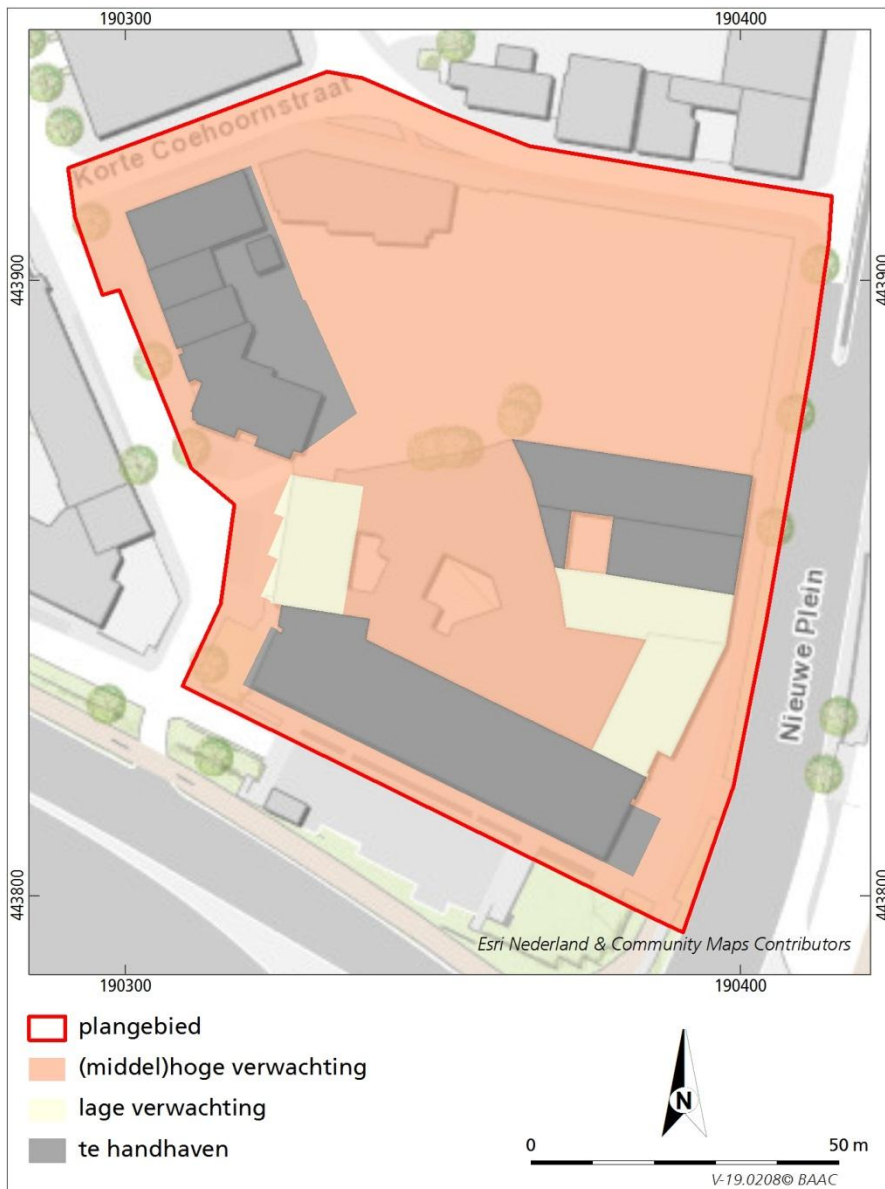 190300 190400
Korte Coehoornstraat
443900 443900
Nieuwe Plein
443800 443800
Esri Nederland & Community Maps Contributors
190300 190400
plangebied
(middel)hoge verwachting
lage verwachting
te handhaven
N
0 50 m
V-19.0208© BAAC